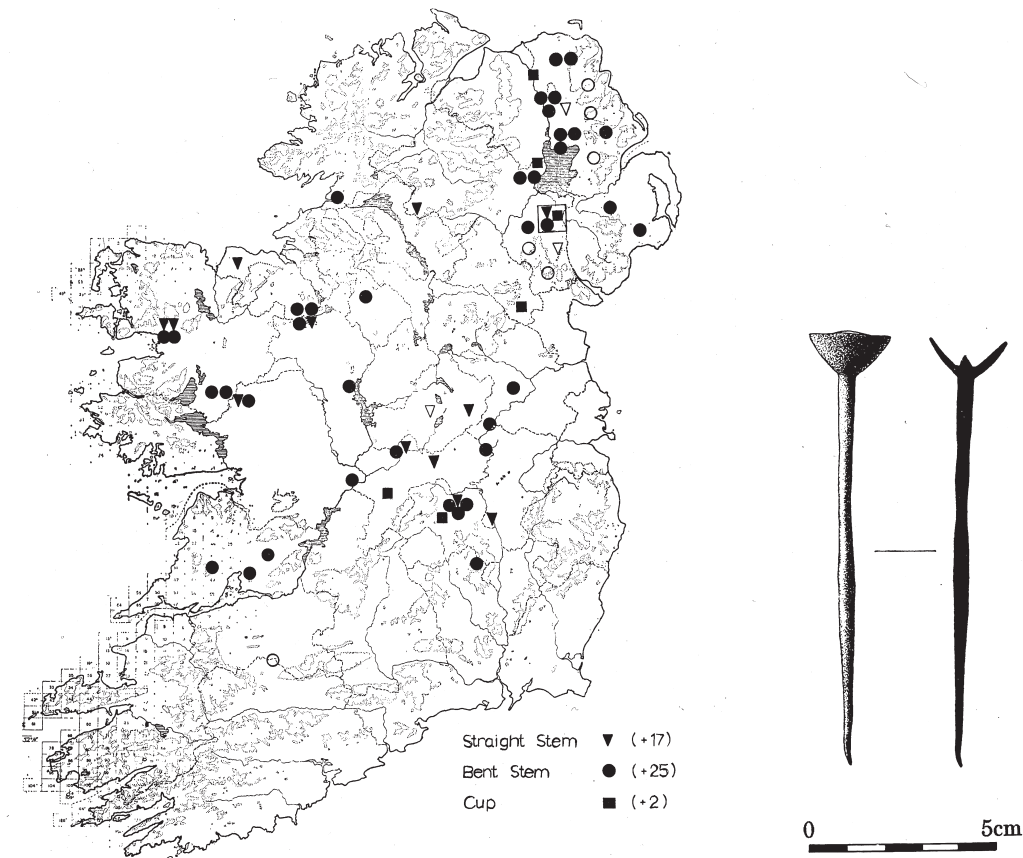 Straight Stem ▼ (+17)
Bent Stem ● (+25)
Cup ■ (+2)
0 5cm